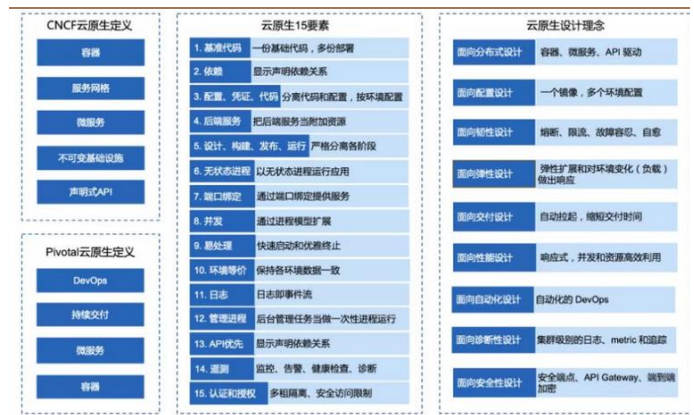 CNCF云原生定义
容器
服务网格
微服务
不可变基础设施
声明式API
Pivotal云原生定义
DevOps
持续交付
微服务
容器
云原生15要素
1. 基准代码 一份基础代码，多份部署
2. 依赖 显示声明依赖关系
3. 配置、凭证、代码 分离代码和配置，按环境配置
4. 后端服务 把后端服务当附加资源
5. 设计、构建、发布、运行 严格分离各阶段
6. 无状态进程 以无状态进程运行应用
7. 端口绑定 通过端口绑定提供服务
8. 并发 通过进程模型扩展
9. 易处理 快速启动和优雅终止
10. 环境等价 保持各环境数据一致
11. 日志 日志即事件流
12. 管理进程 后台管理任务当做一次性进程运行
13. API优先 显示声明依赖关系
14. 遥测 监控、告警、健康检查、诊断
15. 认证和授权 多租隔离、安全访问限制
云原生设计理念
面向分布式设计 容器、微服务、API 驱动
面向配置设计 一个镜像，多个环境配置
面向韧性设计 熔断、限流、故障容忍、自愈
面向弹性设计 弹性扩展和对环境变化（负载）
做出响应
面向交付设计 自动拉起，缩短交付时间
面向性能设计 响应式，并发和资源高效利用
面向自动化设计 自动化的 DevOps
面向诊断性设计 集群级别的日志、metric 和追踪
面向安全性设计 安全端点、API Gateway、端到端
加密